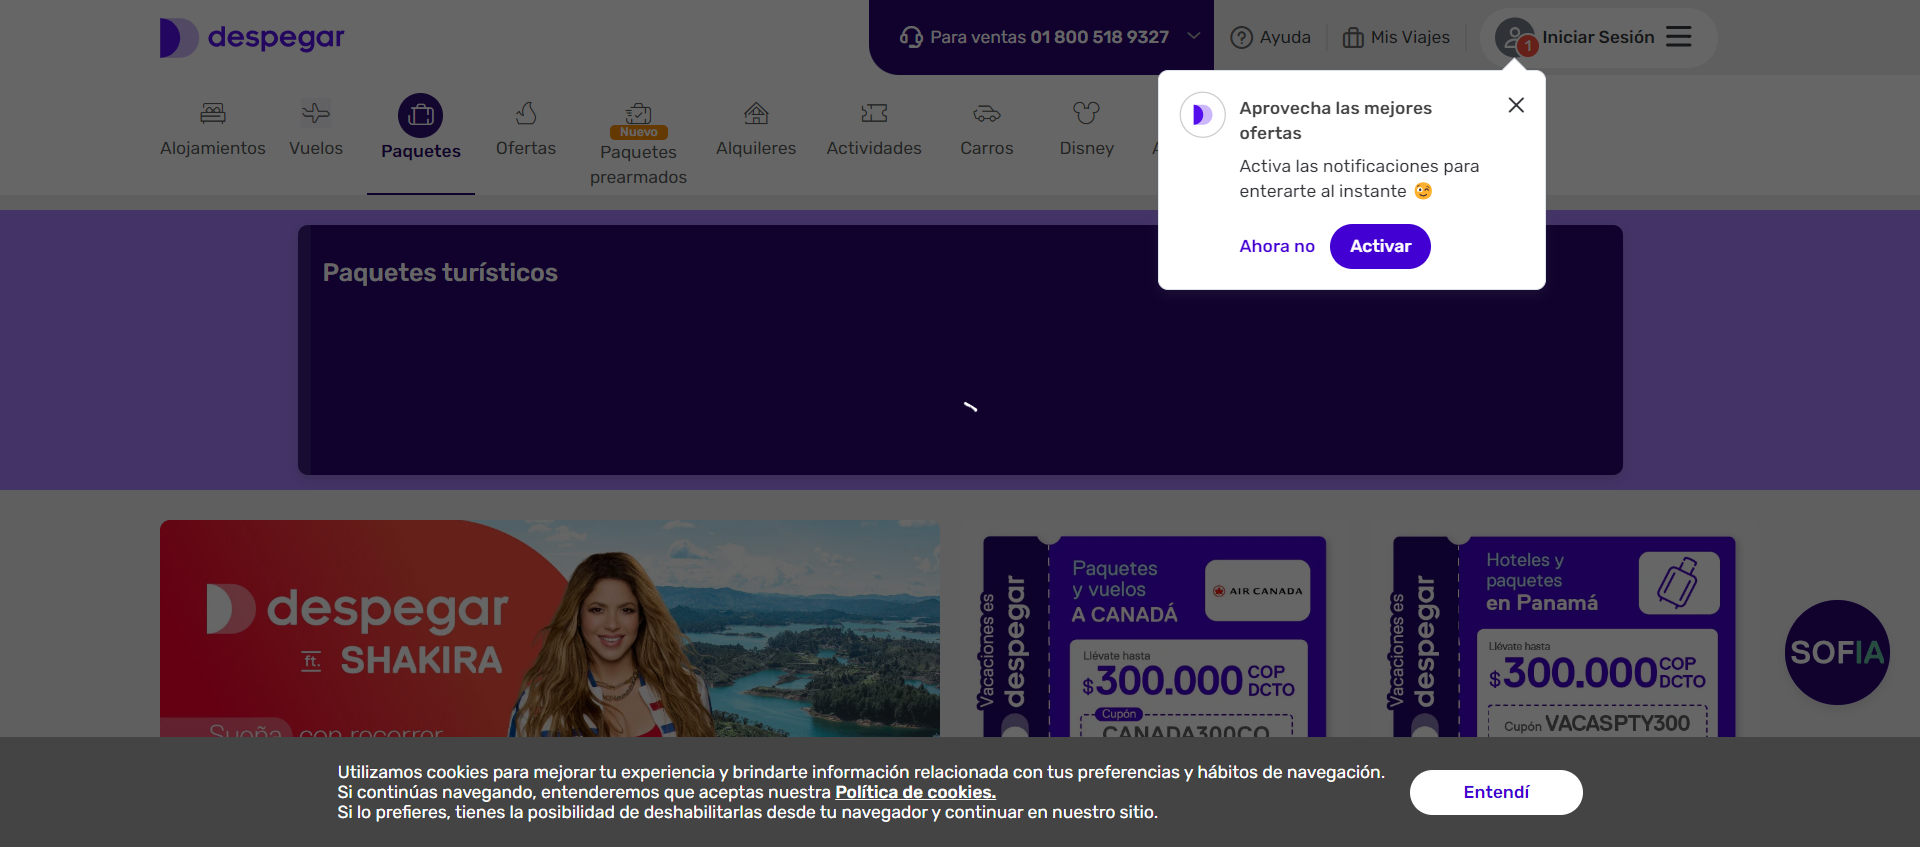 despegar
Para ventas 01 800 518 9327
Ayuda
Mis Viajes
1
Iniciar Sesión
Alojamientos
Vuelos
Paquetes
Ofertas
Nuevo
Paquetes
prearmados
Alquileres
Actividades
Carros
Disney
Aprovecha las mejores
ofertas
Activa las notificaciones para
enterarte al instante 😉
Ahora no
Activar
Paquetes turísticos
despegar
ft. SHAKIRA
Sueña con recorrer
Vacaciones es
despegar
Paquetes
y vuelos
A CANADÁ
AIR CANADA
Llévate hasta
$300.000 COP
DCTO
Cupón
CANADA300CO
Vacaciones es
despegar
Hoteles y
paquetes
en Panamá
Llévate hasta
$300.000 COP
DCTO
Cupón VACASPTY300
SOFIA
Utilizamos cookies para mejorar tu experiencia y brindarte información relacionada con tus preferencias y hábitos de navegación.
Si continúas navegando, entenderemos que aceptas nuestra Política de cookies.
Si lo prefieres, tienes la posibilidad de deshabilitarlas desde tu navegador y continuar en nuestro sitio.
Entendí